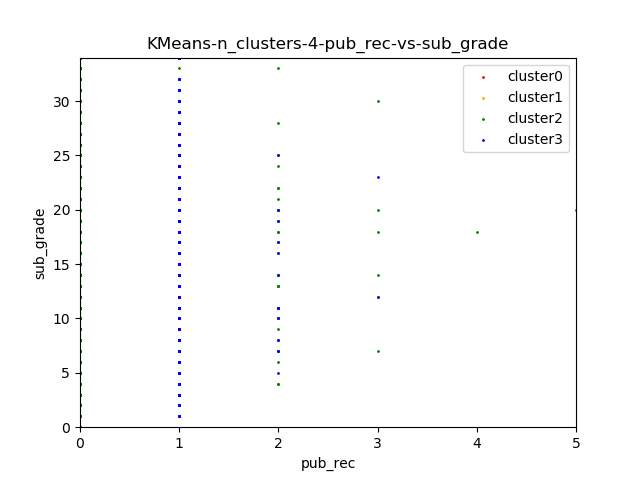 KMeans-n_clusters-4-pub_rec-vs-sub_grade
cluster0
cluster1
cluster2
cluster3
sub_grade
30
25
20
15
10
5
0
0 1 2 3 4 5
pub_rec